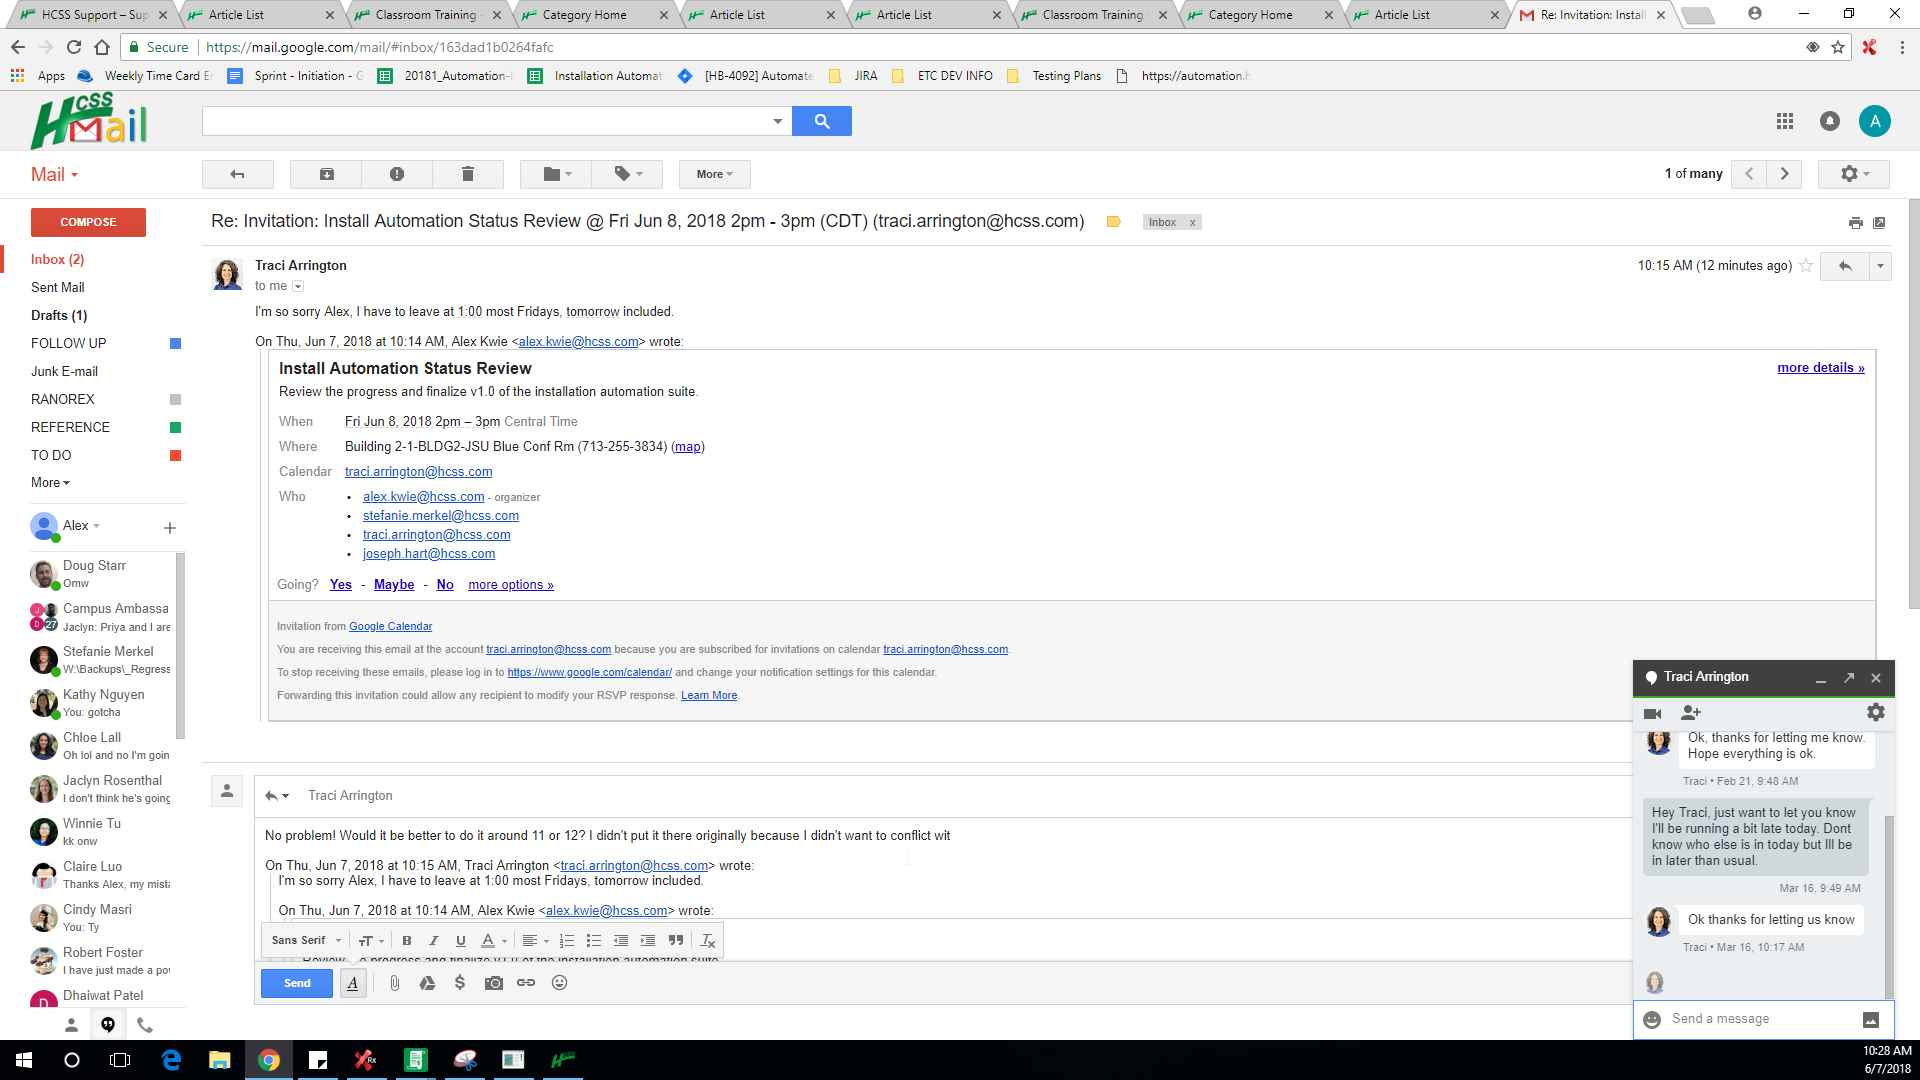 HCSS Support – Sup
Article List
Classroom Training -
Category Home
Article List
Article List
Classroom Training
Category Home
Article List
Re: Invitation: Install
Secure
https://mail.google.com/mail/#inbox/163dad1b0264fafc
Apps
Weekly Time Card E
Sprint - Initiation - G
20181_Automation-
Installation Automat
[HB-4092] Automate
JIRA
ETC DEV INFO
Testing Plans
https://automation.h
HCSS Mail
A
Mail
More
1 of many
COMPOSE
Re: Invitation: Install Automation Status Review @ Fri Jun 8, 2018 2pm - 3pm (CDT) (traci.arrington@hcss.com)
Inbox x
Inbox (2)
Sent Mail
Drafts (1)
FOLLOW UP
Junk E-mail
RANOREX
REFERENCE
TO DO
More
Alex
Doug Starr
Omw
Campus Ambassa
Jaclyn: Priya and I are
Stefanie Merkel
W:\Backups\_Regress
Kathy Nguyen
You: gotcha
Chloe Lall
Oh lol and no I'm goin
Jaclyn Rosenthal
I don't think he's going
Winnie Tu
kk onw
Claire Luo
Thanks Alex, my mista
Cindy Masri
You: Ty
Robert Foster
I have just made a pov
Dhaiwat Patel
J
D
27
D
Traci Arrington
10:15 AM (12 minutes ago)
to me
I'm so sorry Alex, I have to leave at 1:00 most Fridays, tomorrow included.
On Thu, Jun 7, 2018 at 10:14 AM, Alex Kwie <alex.kwie@hcss.com> wrote:
Install Automation Status Review
more details »
Review the progress and finalize v1.0 of the installation automation suite.
When Fri Jun 8, 2018 2pm – 3pm Central Time
Where Building 2-1-BLDG2-JSU Blue Conf Rm (713-255-3834) (map)
Calendar traci.arrington@hcss.com
Who • alex.kwie@hcss.com - organizer
• stefanie.merkel@hcss.com
• traci.arrington@hcss.com
• joseph.hart@hcss.com
Going? Yes - Maybe - No more options »
Invitation from Google Calendar
You are receiving this email at the account traci.arrington@hcss.com because you are subscribed for invitations on calendar traci.arrington@hcss.com.
To stop receiving these emails, please log in to https://www.google.com/calendar/ and change your notification settings for this calendar.
Forwarding this invitation could allow any recipient to modify your RSVP response. Learn More.
Traci Arrington
No problem! Would it be better to do it around 11 or 12? I didn't put it there originally because I didn't want to conflict wit
On Thu, Jun 7, 2018 at 10:15 AM, Traci Arrington <traci.arrington@hcss.com> wrote:
I'm so sorry Alex, I have to leave at 1:00 most Fridays, tomorrow included.
On Thu, Jun 7, 2018 at 10:14 AM, Alex Kwie <alex.kwie@hcss.com> wrote:
Sans Serif
Review the progress and finalize v1.0 of the installation automation suite.
Send
Traci Arrington
Ok, thanks for letting me know.
Hope everything is ok.
Traci • Feb 21, 9:48 AM
Hey Traci, just want to let you know
I'll be running a bit late today. Dont
know who else is in today but Ill be
in later than usual.
Mar 16, 9:49 AM
Ok thanks for letting us know
Traci • Mar 16, 10:17 AM
Send a message
10:28 AM
6/7/2018